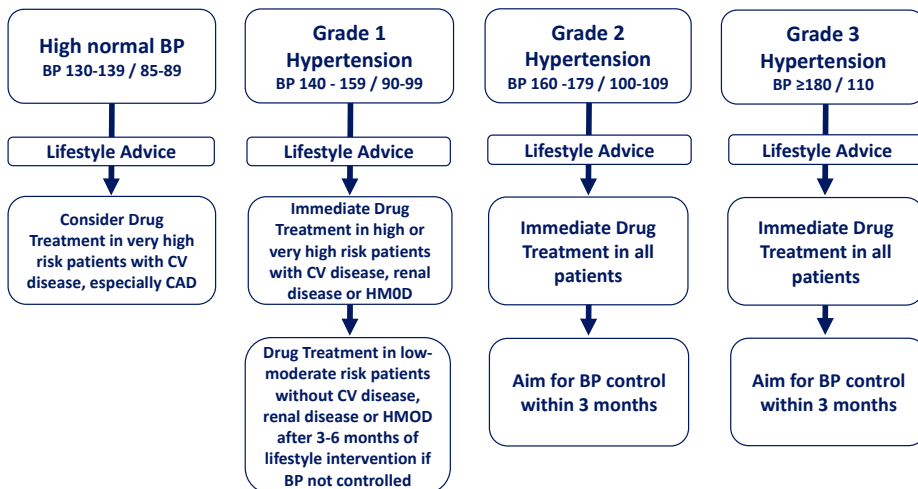 High normal BP
BP 130-139 / 85-89
Lifestyle Advice
Consider Drug
Treatment in very high
risk patients with CV
disease, especially CAD
Grade 1
Hypertension
BP 140 - 159 / 90-99
Lifestyle Advice
Immediate Drug
Treatment in high or
very high risk patients
with CV disease, renal
disease or HM0D
Drug Treatment in low-
moderate risk patients
without CV disease,
renal disease or HMOD
after 3-6 months of
lifestyle intervention if
BP not controlled
Grade 2
Hypertension
BP 160 -179 / 100-109
Lifestyle Advice
Immediate Drug
Treatment in all
patients
Aim for BP control
within 3 months
Grade 3
Hypertension
BP ≥180 / 110
Lifestyle Advice
Immediate Drug
Treatment in all
patients
Aim for BP control
within 3 months